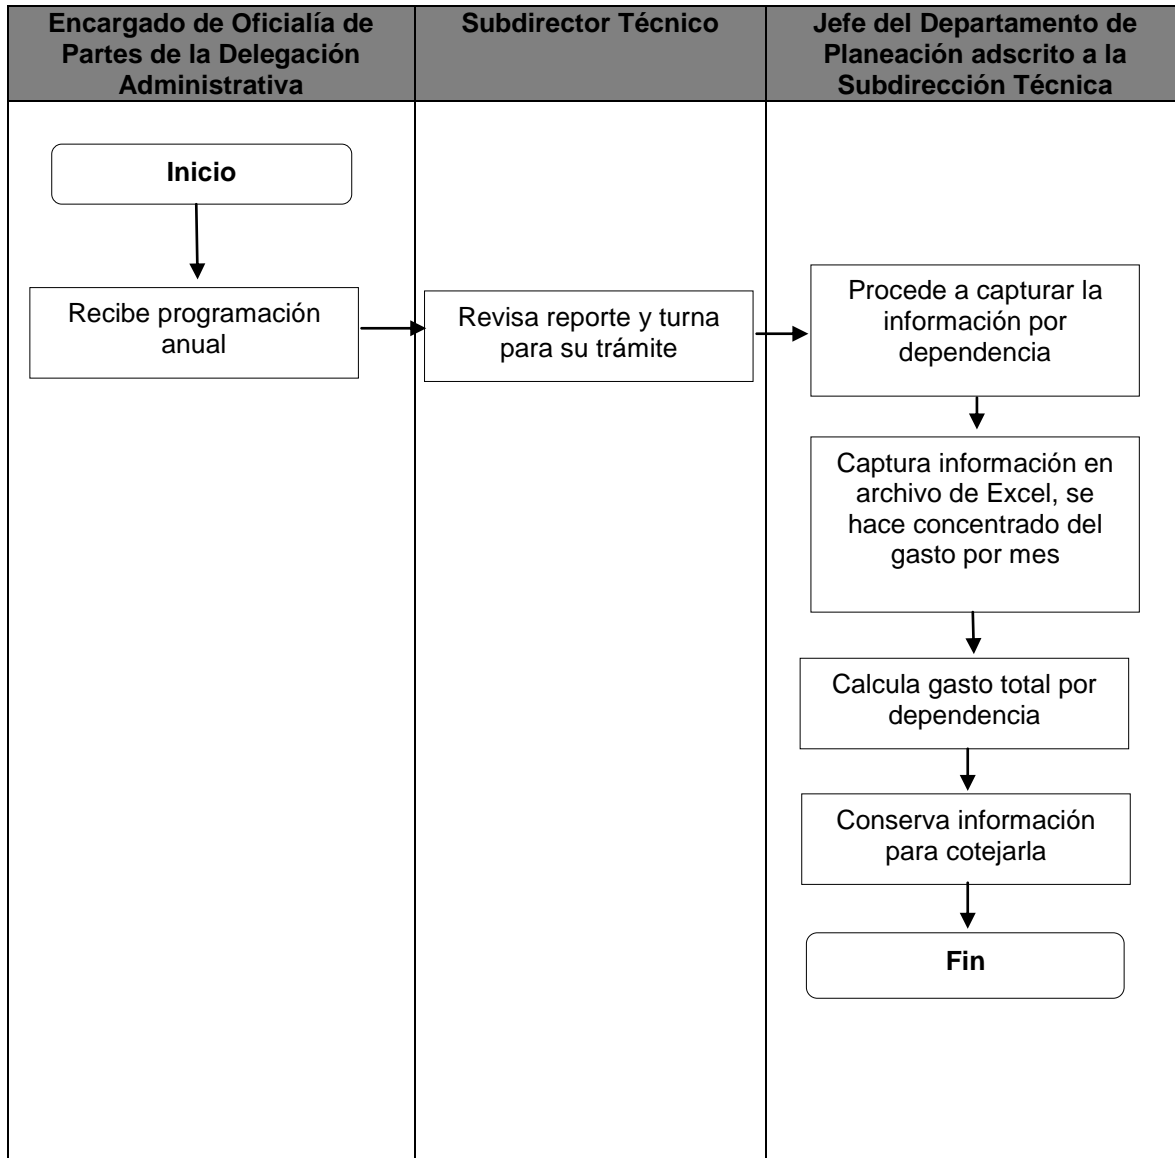 Encargado de Oficialía de
Partes de la Delegación
Administrativa
Subdirector Técnico
Jefe del Departamento de
Planeación adscrito a la
Subdirección Técnica
Inicio
Recibe programación
anual
Revisa reporte y turna
para su trámite
Procede a capturar la
información por
dependencia
Captura información en
archivo de Excel, se
hace concentrado del
gasto por mes
Calcula gasto total por
dependencia
Conserva información
para cotejarla
Fin